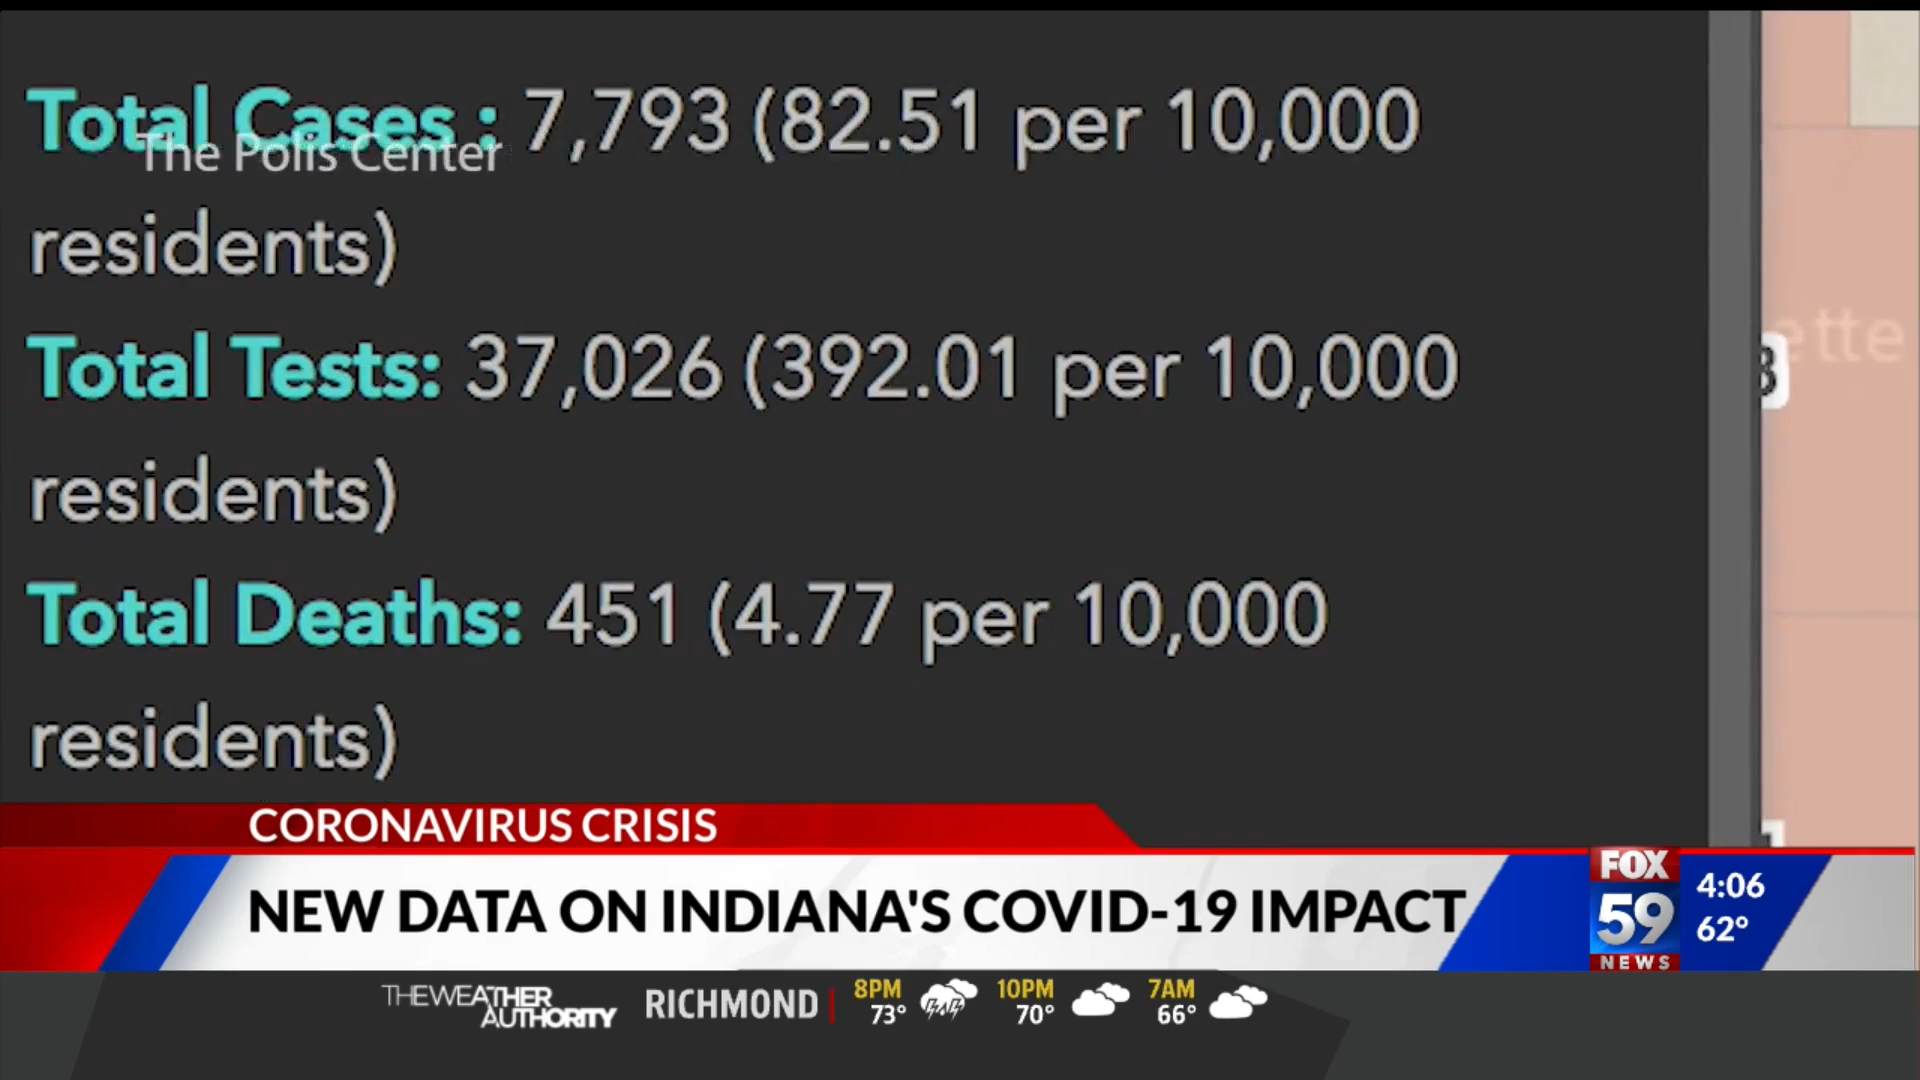 Total Cases : 7,793 (82.51 per 10,000
The Polis Center
residents)
Total Tests: 37,026 (392.01 per 10,000
residents)
Total Deaths: 451 (4.77 per 10,000
residents)
ette
CORONAVIRUS CRISIS
NEW DATA ON INDIANA'S COVID-19 IMPACT
FOX
59
NEWS
4:06
62°
THE WEATHER
AUTHORITY
RICHMOND
8PM
73°
10PM
70°
7AM
66°